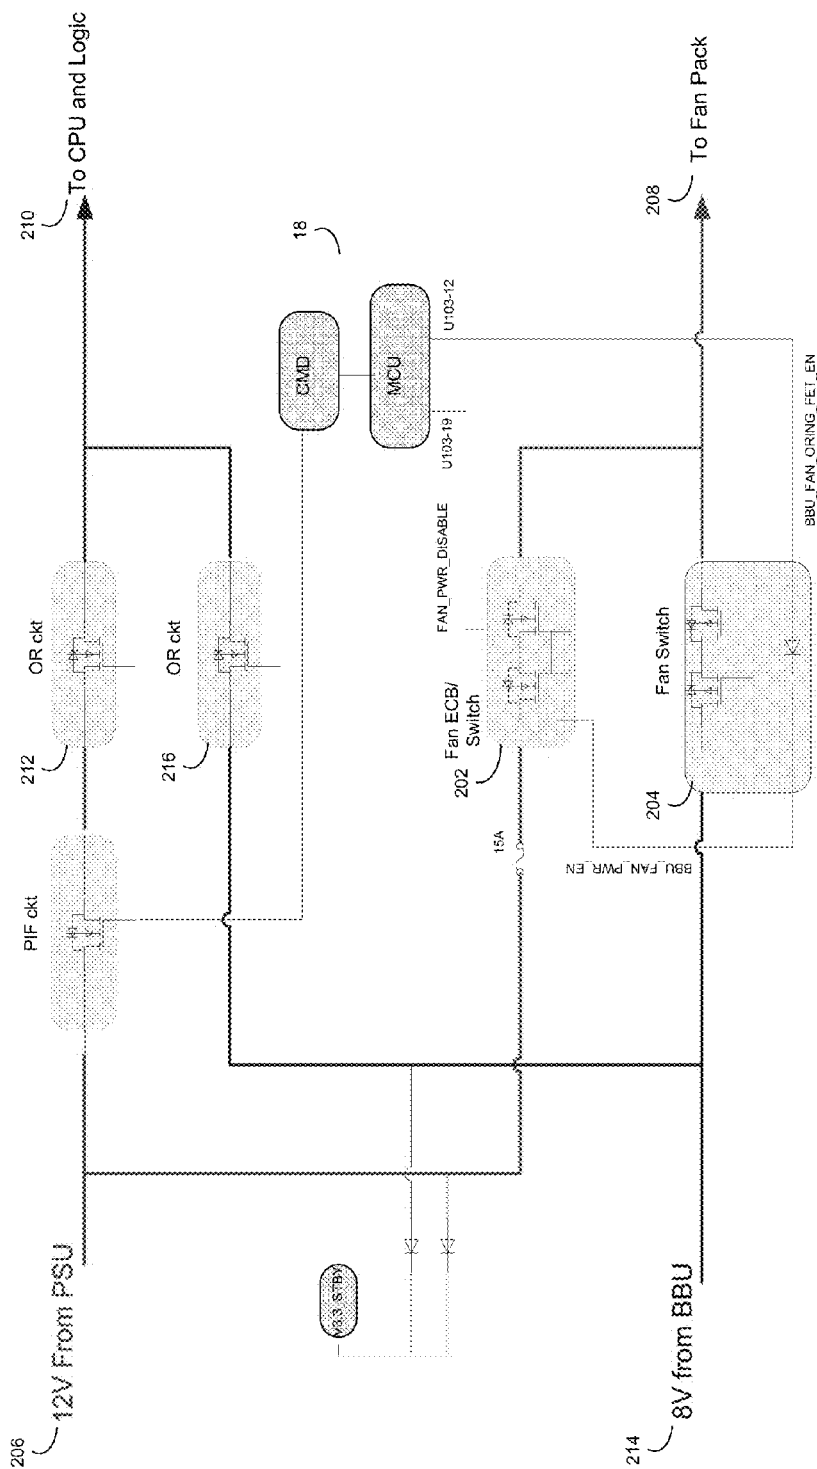 206
12V From PSU
PIF ckt
212
OR ckt
210
To CPU and Logic
216
OR ckt
V3.3_STBY
CMD
18
MCU
U103-19
U103-12
FAN_PWR_DISABLE
202
Fan ECB/
Switch
15A
BBU_FAN_PWR_EN
204
Fan Switch
208
To Fan Pack
BBU_FAN_ORING_FET_EN
214
8V from BBU